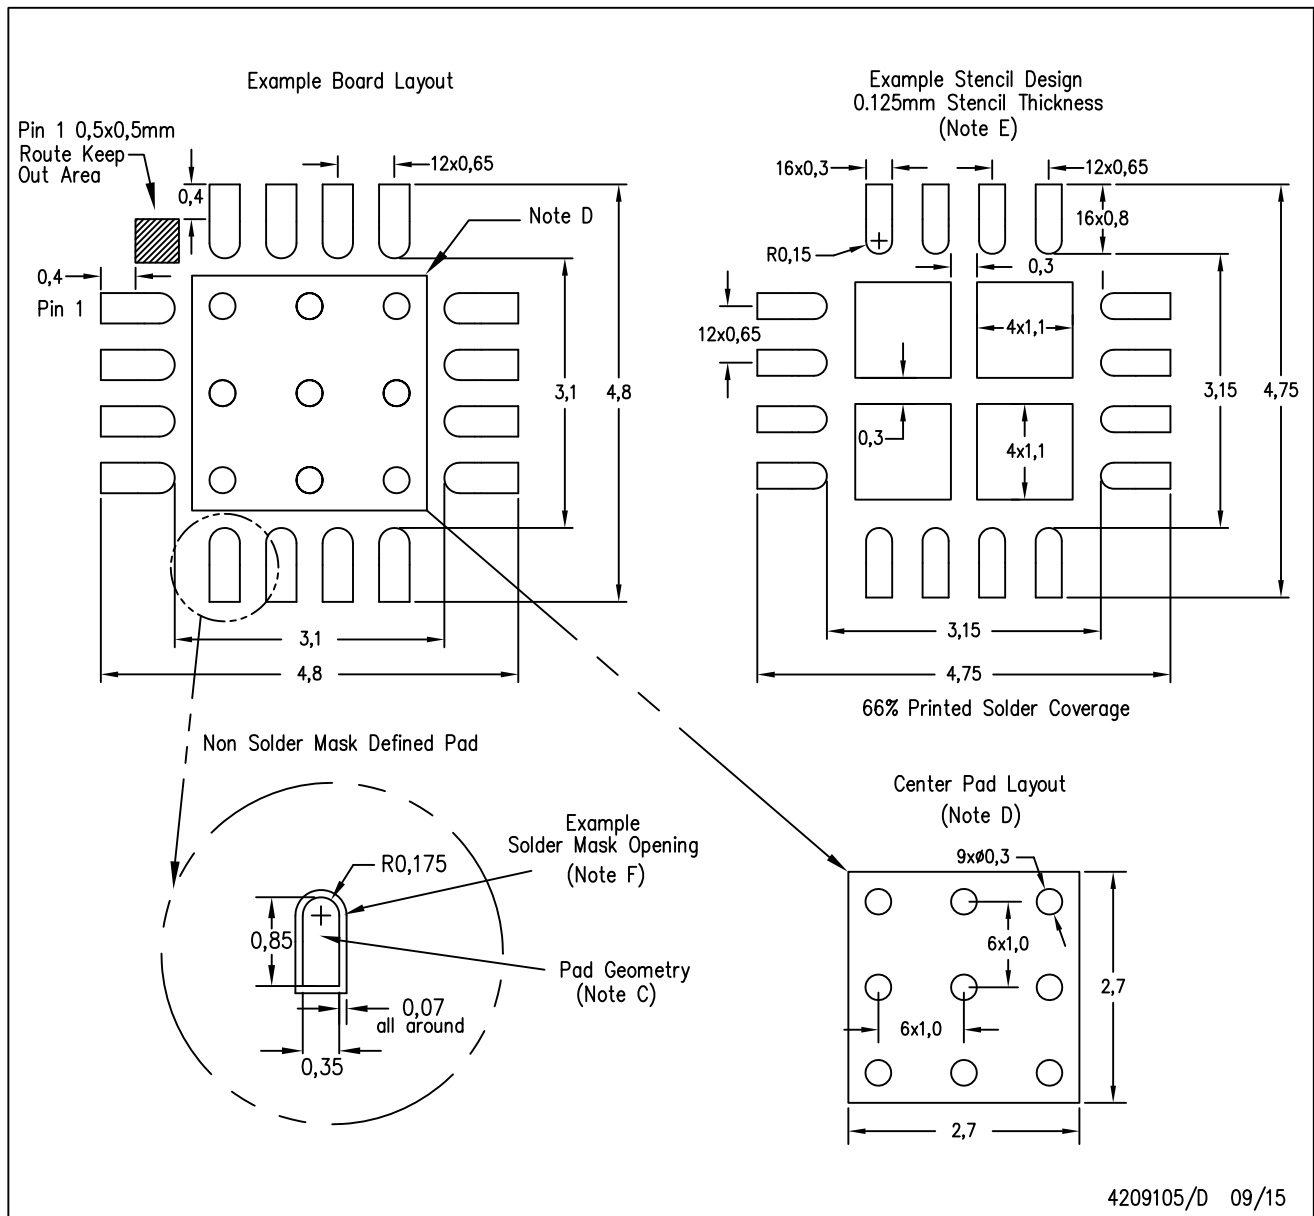 Example Board Layout
Pin 1 0,5x0,5mm
Route Keep
Out Area
0,4
12x0,65
Note D
0,4
Pin 1
3,1
4,8
3,1
4,8
Example Stencil Design
0.125mm Stencil Thickness
(Note E)
16x0,3
12x0,65
16x0,8
R0,15
0,3
12x0,65
4x1,1
3,15
4,75
0,3
4x1,1
3,15
4,75
66% Printed Solder Coverage
Non Solder Mask Defined Pad
Example
Solder Mask Opening
(Note F)
R0,175
0,85
Pad Geometry
(Note C)
0,07
all around
0,35
Center Pad Layout
(Note D)
9xø0,3
6x1,0
2,7
6x1,0
2,7
4209105/D 09/15